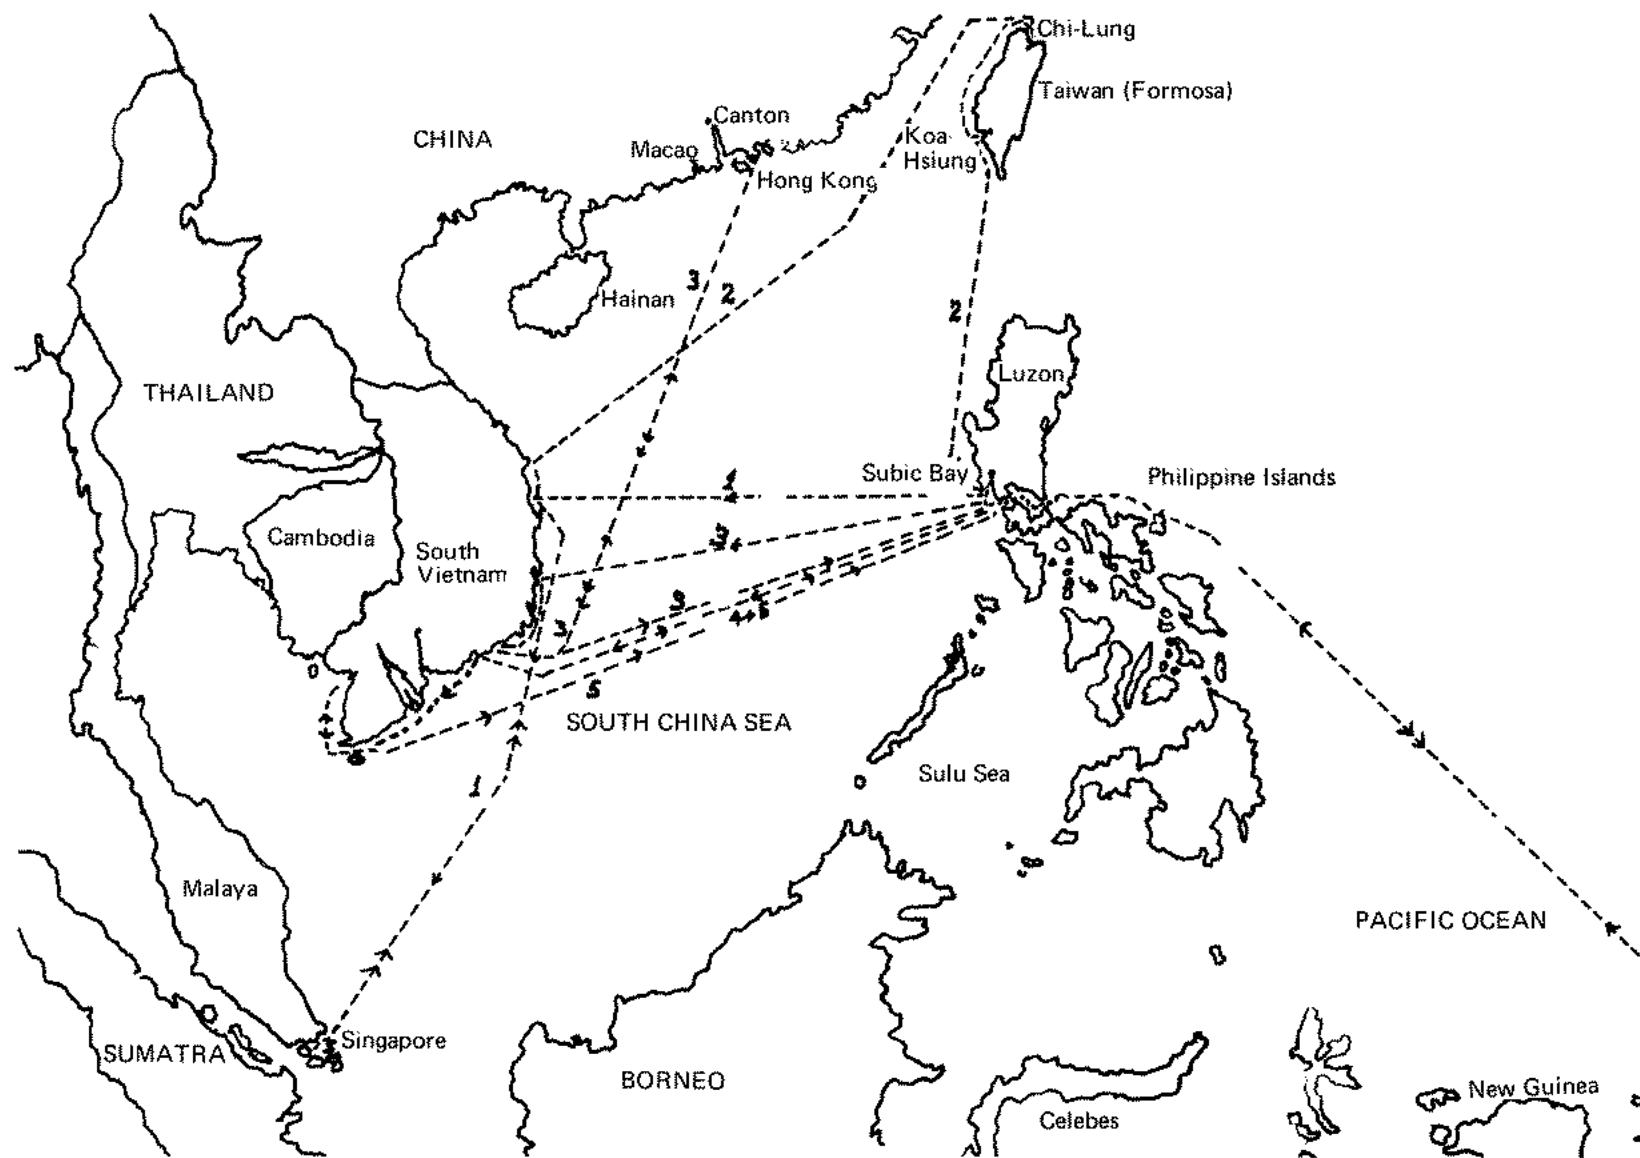 Chi-Lung
Taiwan (Formosa)
Canton
CHINA
Koa-
Hsiung
Macao
Hong Kong
3
2
Hainan
2
Luzon
THAILAND
Subic Bay
Philippine Islands
1
Cambodia
South
Vietnam
3
3
4+5
5
SOUTH CHINA SEA
Sulu Sea
1
Malaya
PACIFIC OCEAN
Singapore
SUMATRA
BORNEO
New Guinea
Celebes